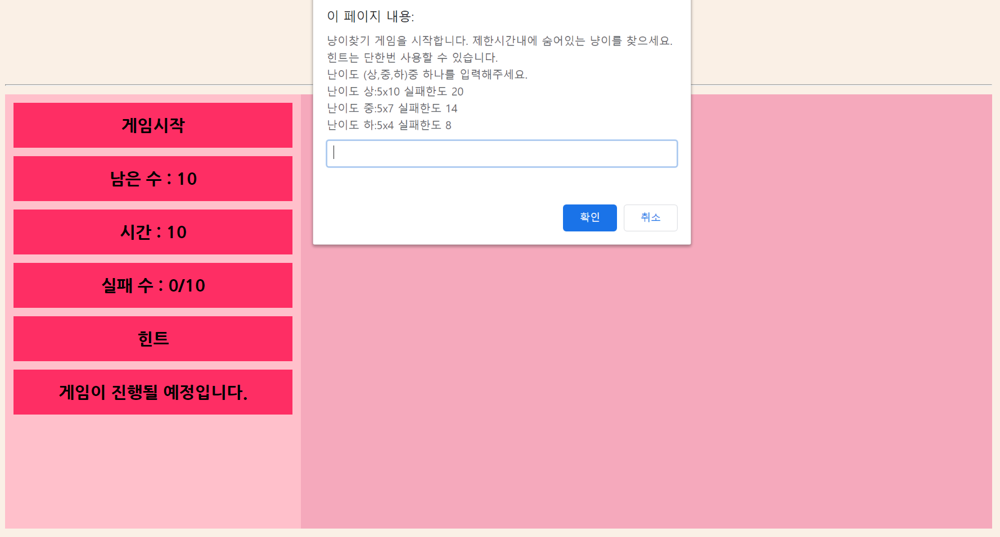 이 페이지 내용:
냥이찾기 게임을 시작합니다. 제한시간내에 숨어있는 냥이를 찾으세요.
힌트는 단한번 사용할 수 있습니다.
난이도 (상,중,하)중 하나를 입력해주세요.
난이도 상:5x10 실패한도 20
난이도 중:5x7 실패한도 14
난이도 하:5x4 실패한도 8
확인
취소
게임시작
남은 수 : 10
시간 : 10
실패 수 : 0/10
힌트
게임이 진행될 예정입니다.